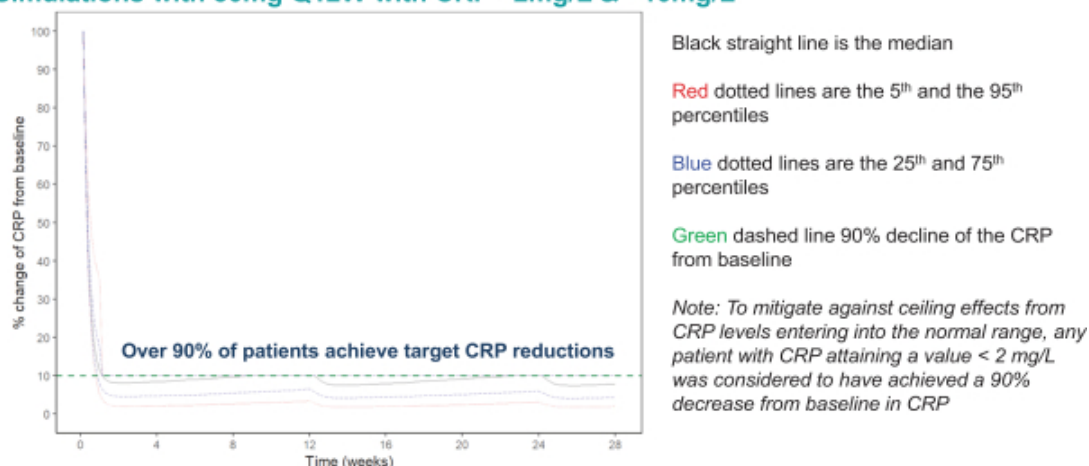 % change of CRP from baseline
100
90
80
70
60
50
40
30
20
10
0
Over 90% of patients achieve target CRP reductions
0 4 8 12 16 20 24 28
Time (weeks)
Black straight line is the median
Red dotted lines are the 5th and the 95th
percentiles
Blue dotted lines are the 25th and 75th
percentiles
Green dashed line 90% decline of the CRP
from baseline
Note: To mitigate against ceiling effects from
CRP levels entering into the normal range, any
patient with CRP attaining a value < 2 mg/L
was considered to have achieved a 90%
decrease from baseline in CRP